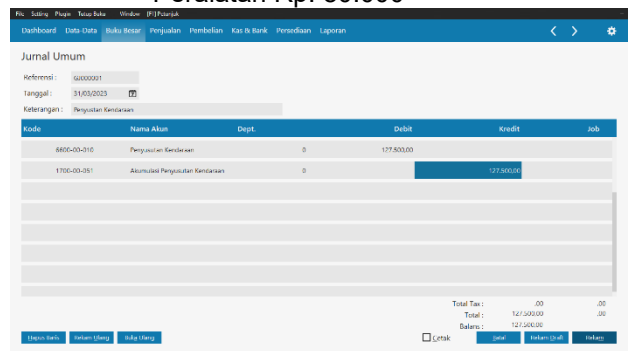 Peralatan Rp. 80.000
File Setting Plugin Tutup Buku Window [F1] Petunjuk
Dashboard Data-Data Buku Besar Penjualan Pembelian Kas & Bank Persediaan Laporan
Jurnal Umum
Referensi : GJ000001
Tanggal : 31/03/2023
Keterangan : Penyustan Kendaraan
Kode Nama Akun Dept. Debit Kredit Job
6600-00-010 Penyusutan Kendaraan 0 127.500,00
1700-00-051 Akumulasi Penyusutan Kendaraan 0 127.500,00
Total Tax : .00 .00
Total : 127.500,00 .00
Balans : 127.500,00
Hapus Baris Rekam Ulang Buka Ulang Cetak Batal Rekam Draft Rekam